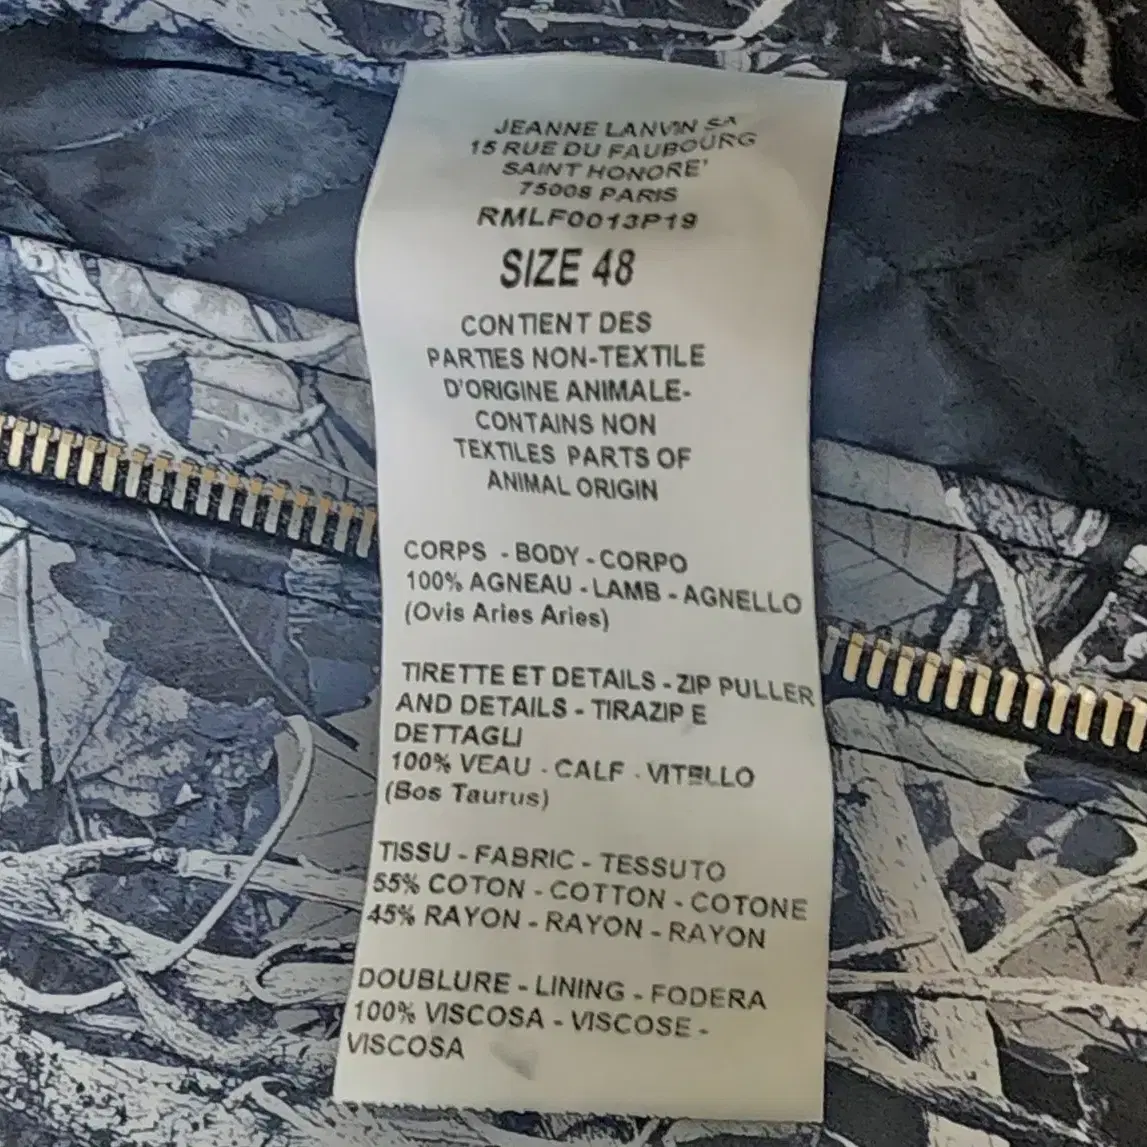 JEANNE LANVIN SA
15 RUE DU FAUBOURG
SAINT HONORE'
75008 PARIS
RMLF0013P19
SIZE 48
CONTIENT DES
PARTIES NON-TEXTILE
D'ORIGINE ANIMALE-
CONTAINS NON
TEXTILES PARTS OF
ANIMAL ORIGIN
CORPS - BODY - CORPO
100% AGNEAU - LAMB - AGNELLO
(Ovis Aries Aries)
TIRETTE ET DETAILS - ZIP PULLER
AND DETAILS - TIRAZIP E
DETTAGLI
100% VEAU - CALF - VITELLO
(Bos Taurus)
TISSU - FABRIC - TESSUTO
55% COTON - COTTON - COTONE
45% RAYON - RAYON - RAYON
DOUBLURE - LINING - FODERA
100% VISCOSA - VISCOSE -
VISCOSA